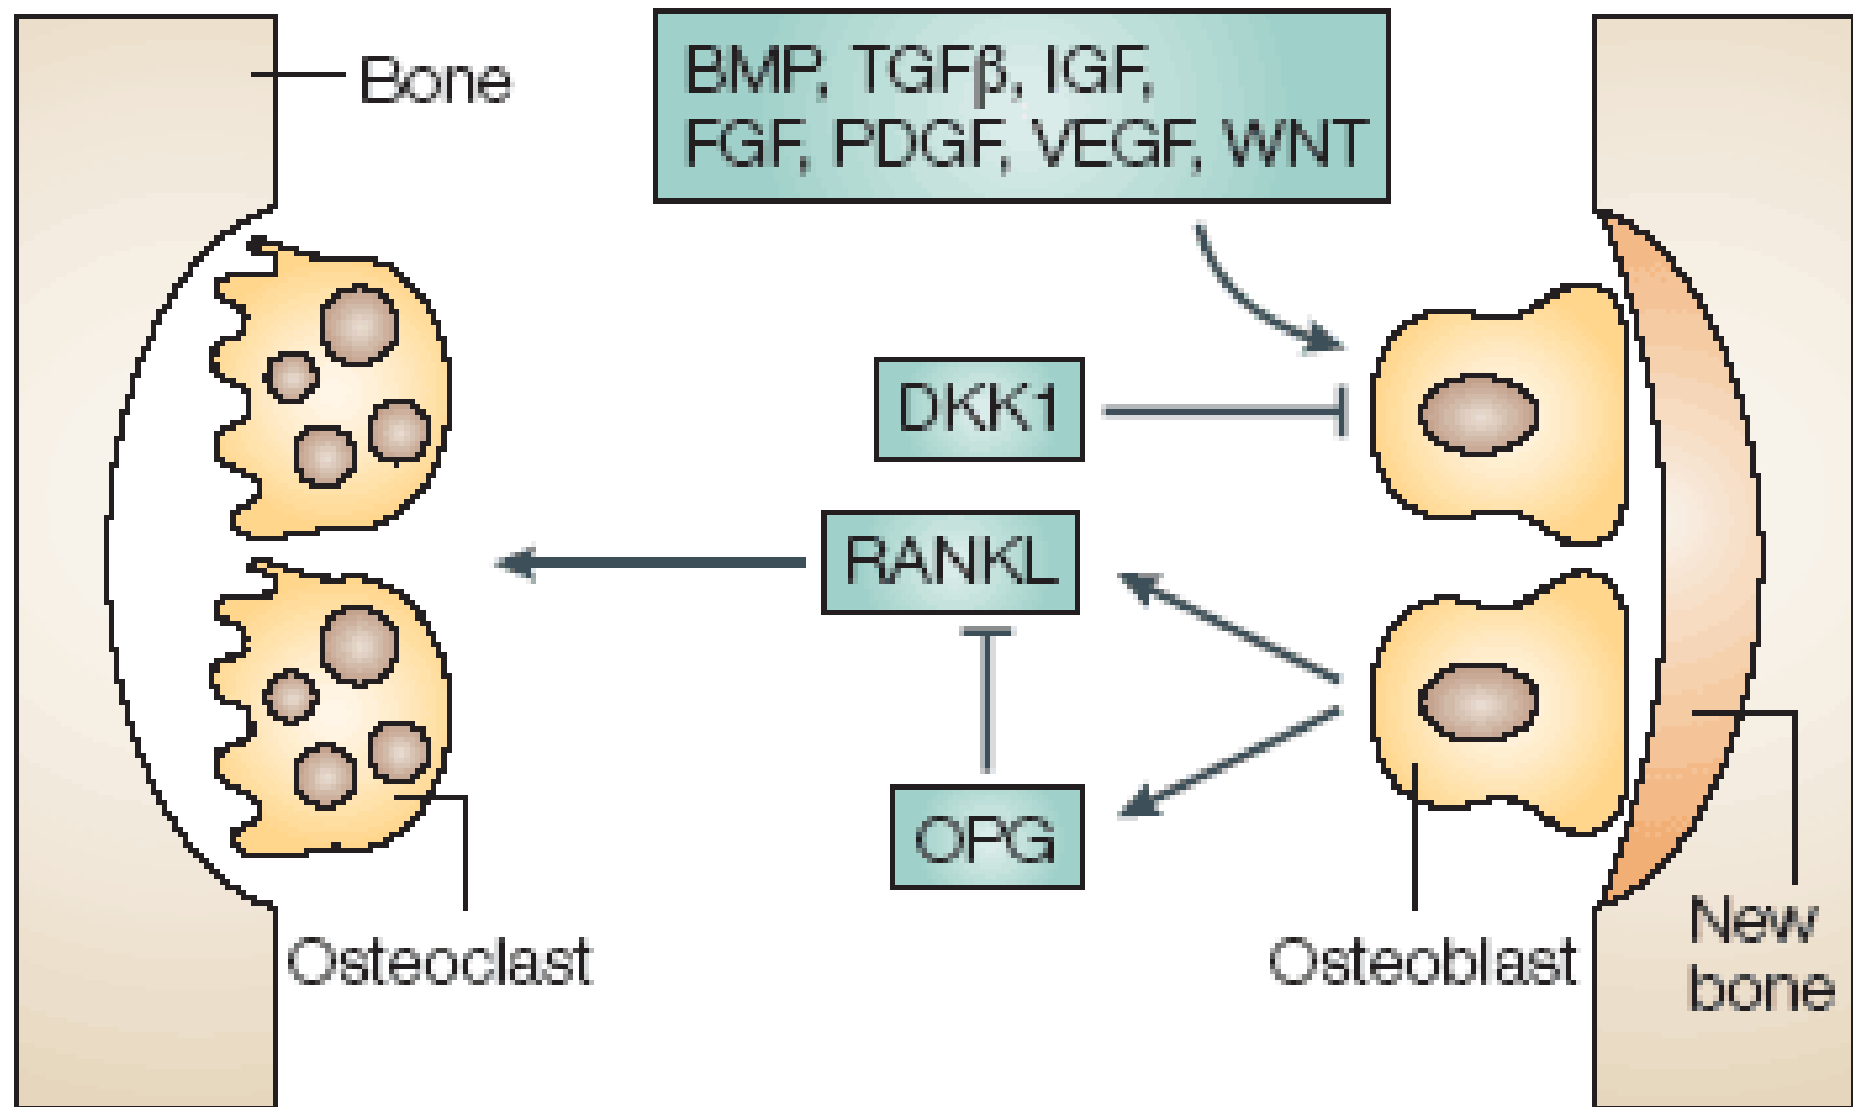 Bone
BMP, TGFβ, IGF,
FGF, PDGF, VEGF, WNT
DKK1
RANKL
OPG
Osteoclast
Osteoblast
New
bone